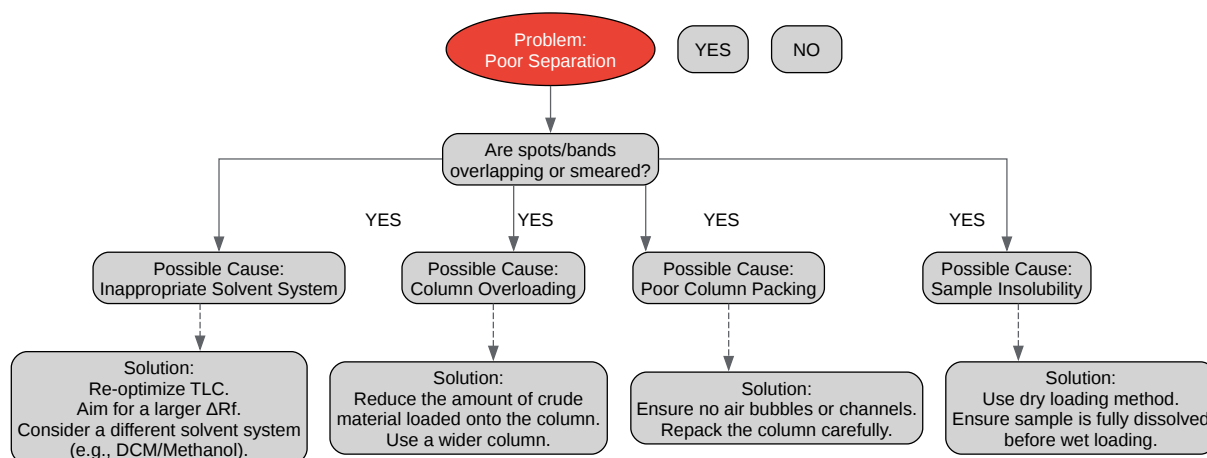 Problem:
Poor Separation
YES
NO
Are spots/bands
overlapping or smeared?
YES
YES
YES
YES
Possible Cause:
Inappropriate Solvent System
Possible Cause:
Column Overloading
Possible Cause:
Poor Column Packing
Possible Cause:
Sample Insolubility
Solution:
Re-optimize TLC.
Aim for a larger ΔRf.
Consider a different solvent system
(e.g., DCM/Methanol).
Solution:
Reduce the amount of crude
material loaded onto the column.
Use a wider column.
Solution:
Ensure no air bubbles or channels.
Repack the column carefully.
Solution:
Use dry loading method.
Ensure sample is fully dissolved
before wet loading.